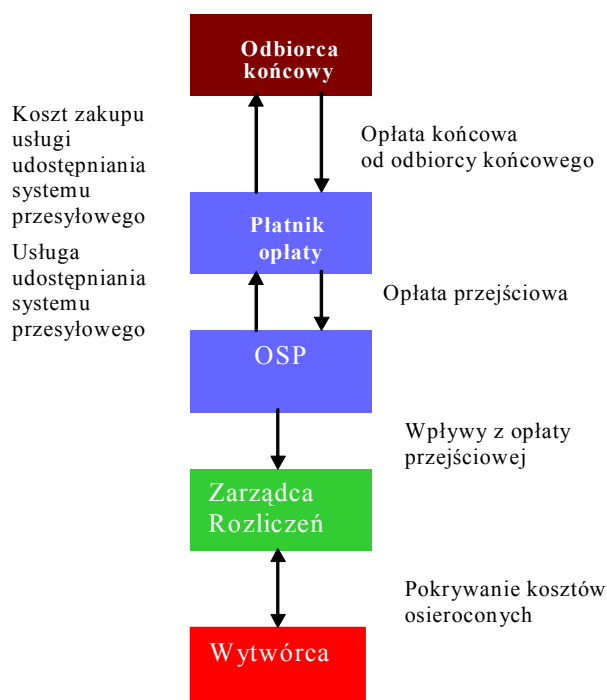 Odbiorca
końcowy
Koszt zakupu
usługi
udostępniania
systemu
przesyłowego
Opłata końcowa
od odbiorcy końcowego
Płatnik
opłaty
Usługa
udostępniania
systemu
przesyłowego
Opłata przejściowa
OSP
Wpływy z opłaty
przejściowej
Zarządca
Rozliczeń
Pokrywanie kosztów
osieroconych
Wytwórca